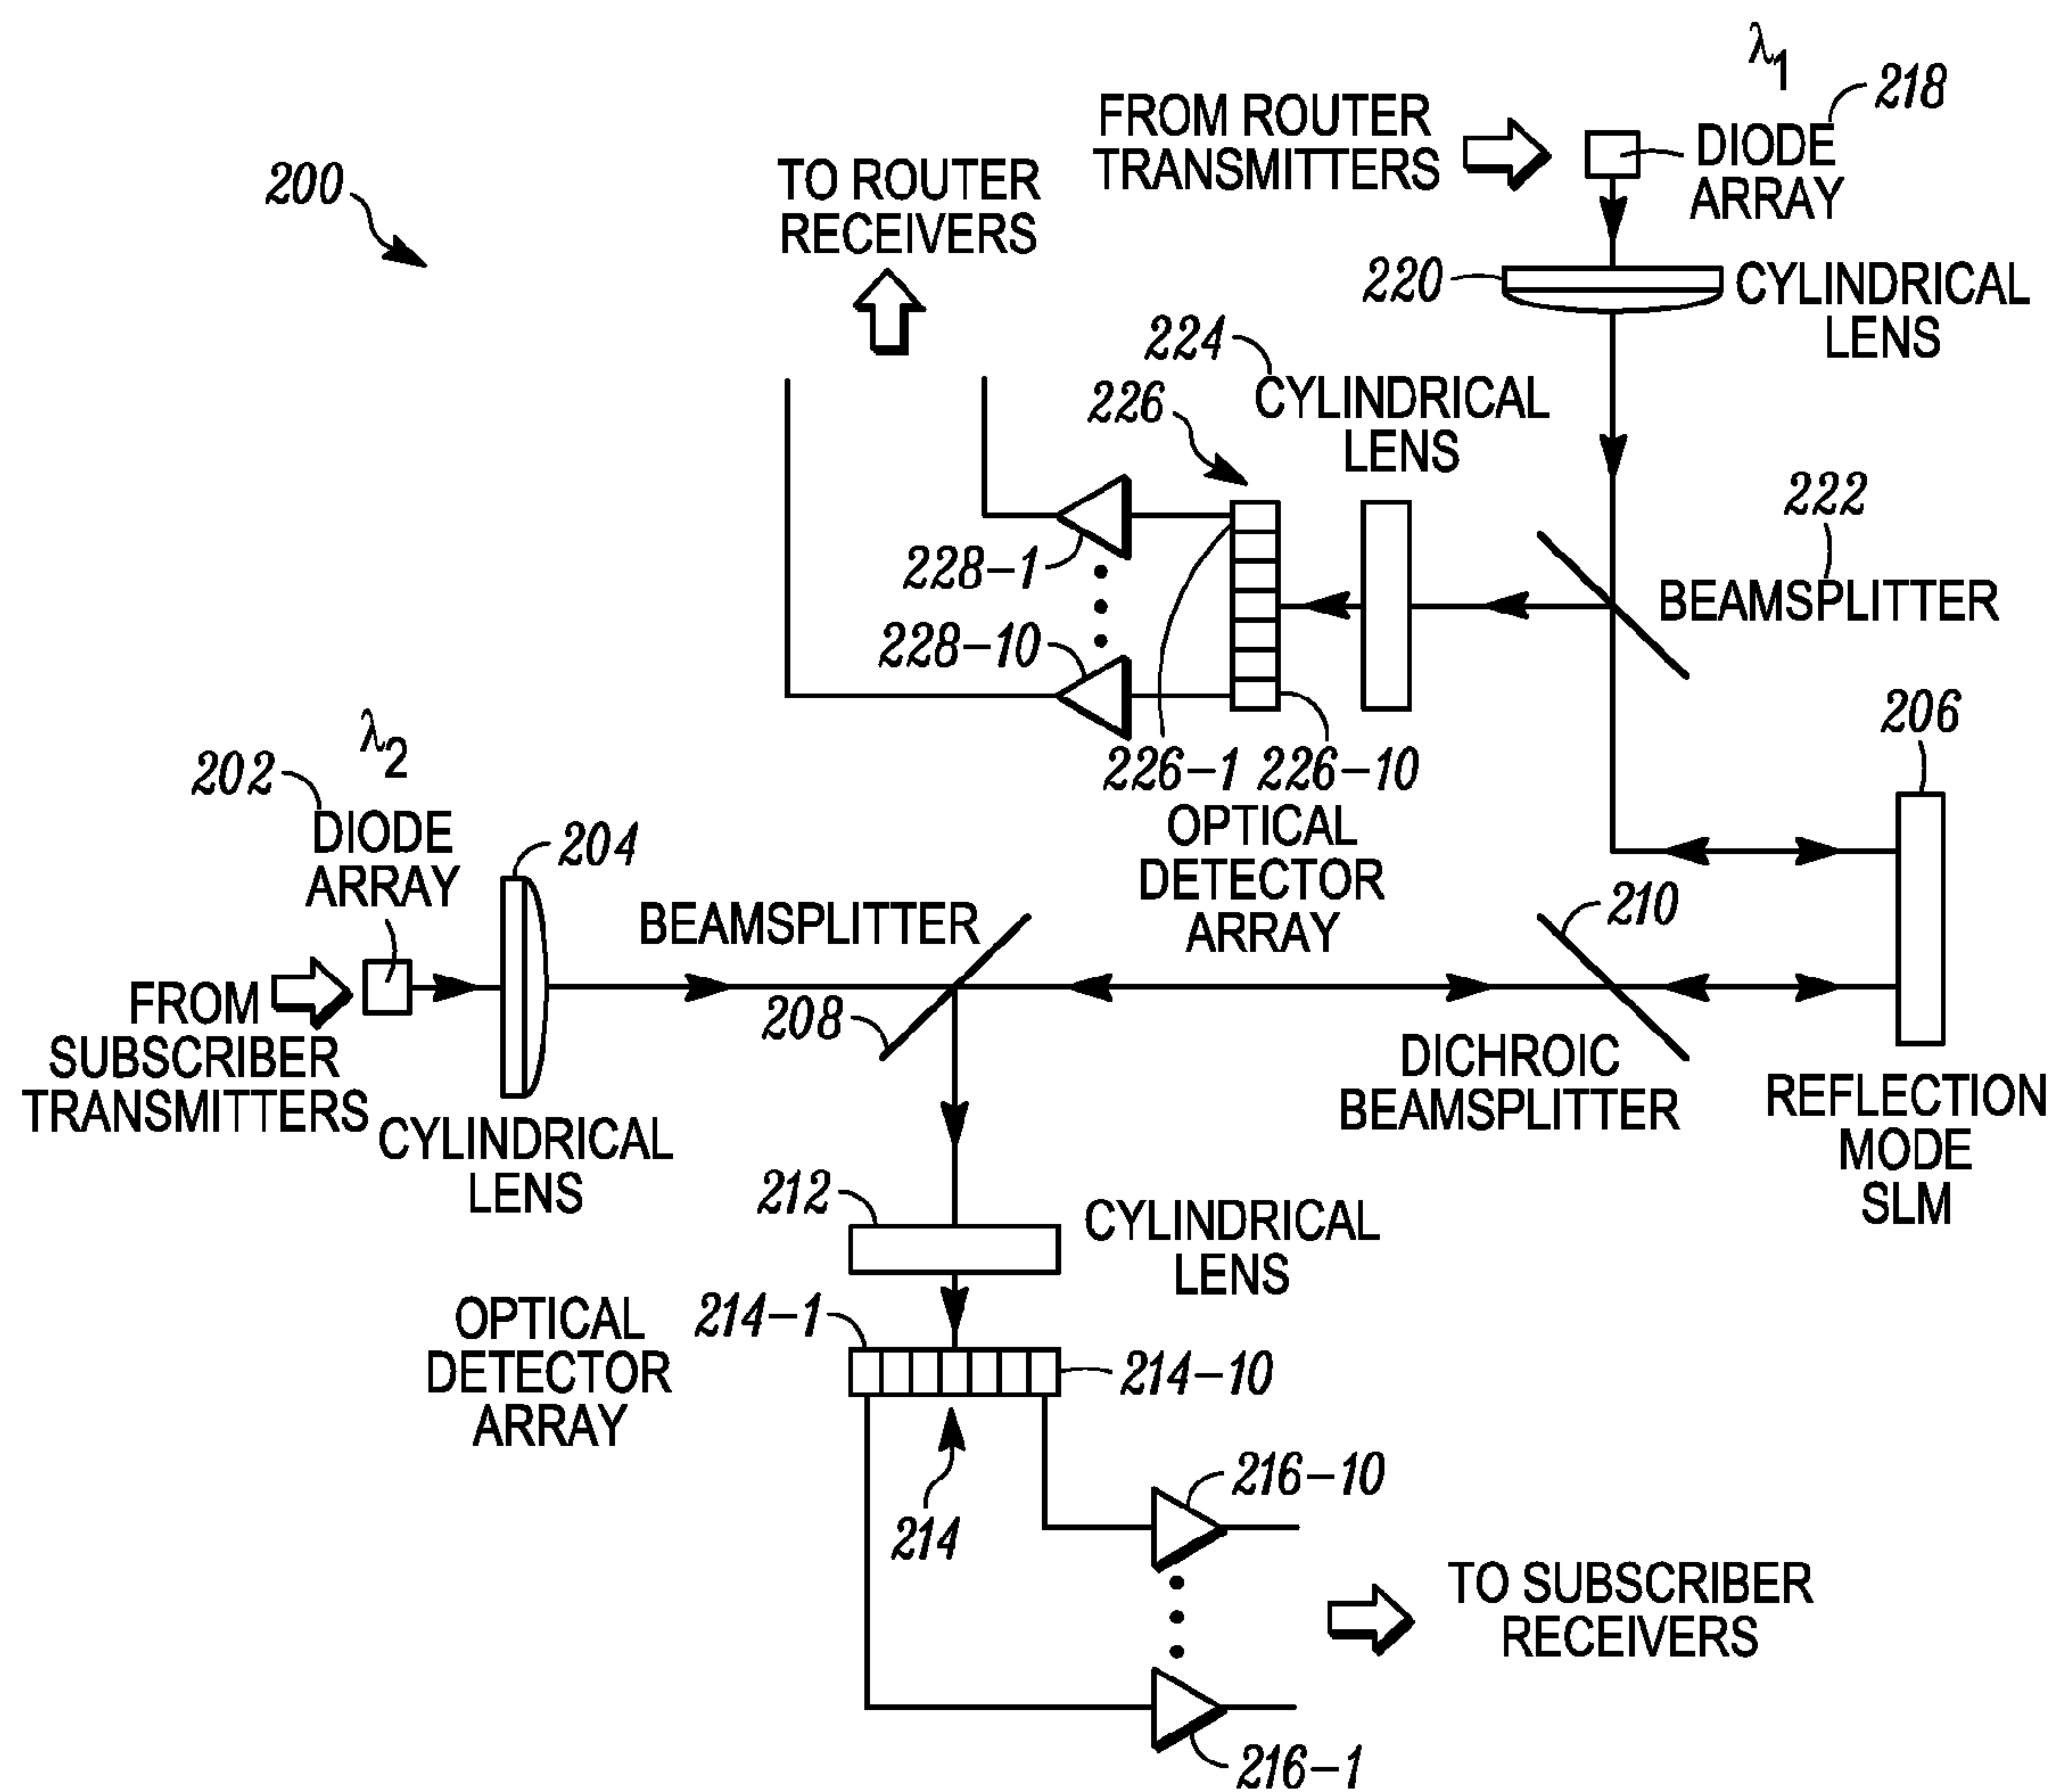 λ1
218
FROM ROUTER
TRANSMITTERS
DIODE
ARRAY
200
TO ROUTER
RECEIVERS
220
CYLINDRICAL
LENS
224
CYLINDRICAL
LENS
226
222
BEAMSPLITTER
228-1
228-10
226-1
226-10
OPTICAL
DETECTOR
ARRAY
206
λ2
202
DIODE
ARRAY
204
BEAMSPLITTER
208
210
FROM
SUBSCRIBER
TRANSMITTERS
CYLINDRICAL
LENS
DICHROIC
BEAMSPLITTER
REFLECTION
MODE
SLM
212
CYLINDRICAL
LENS
OPTICAL
DETECTOR
ARRAY
214-1
214-10
214
216-10
TO SUBSCRIBER
RECEIVERS
216-1